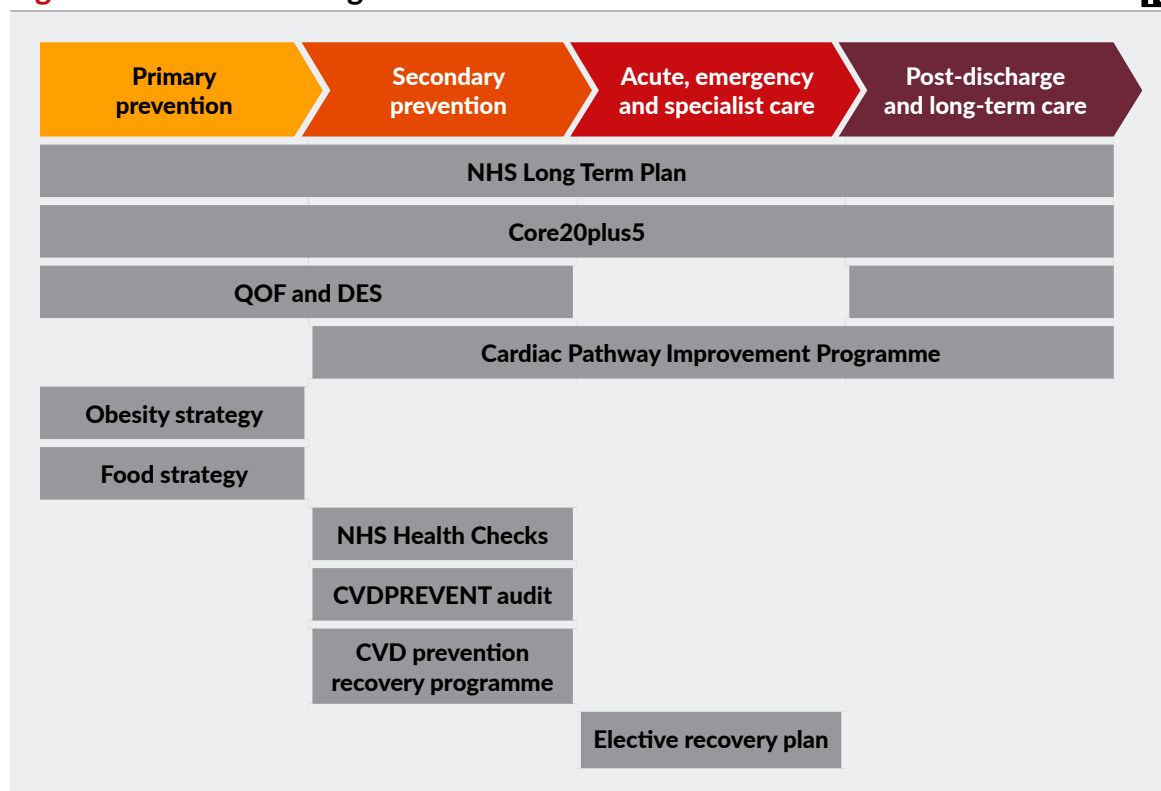 Primary
prevention
Secondary
prevention
Acute, emergency
and specialist care
Post-discharge
and long-term care
NHS Long Term Plan
Core20plus5
QOF and DES
Cardiac Pathway Improvement Programme
Obesity strategy
Food strategy
NHS Health Checks
CVDPREVENT audit
CVD prevention
recovery programme
Elective recovery plan